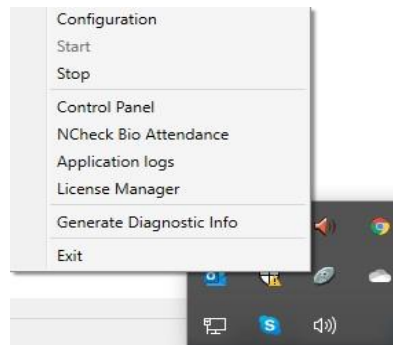 Configuration
Start
Stop
Control Panel
NCheck Bio Attendance
Application logs
License Manager
Generate Diagnostic Info
Exit